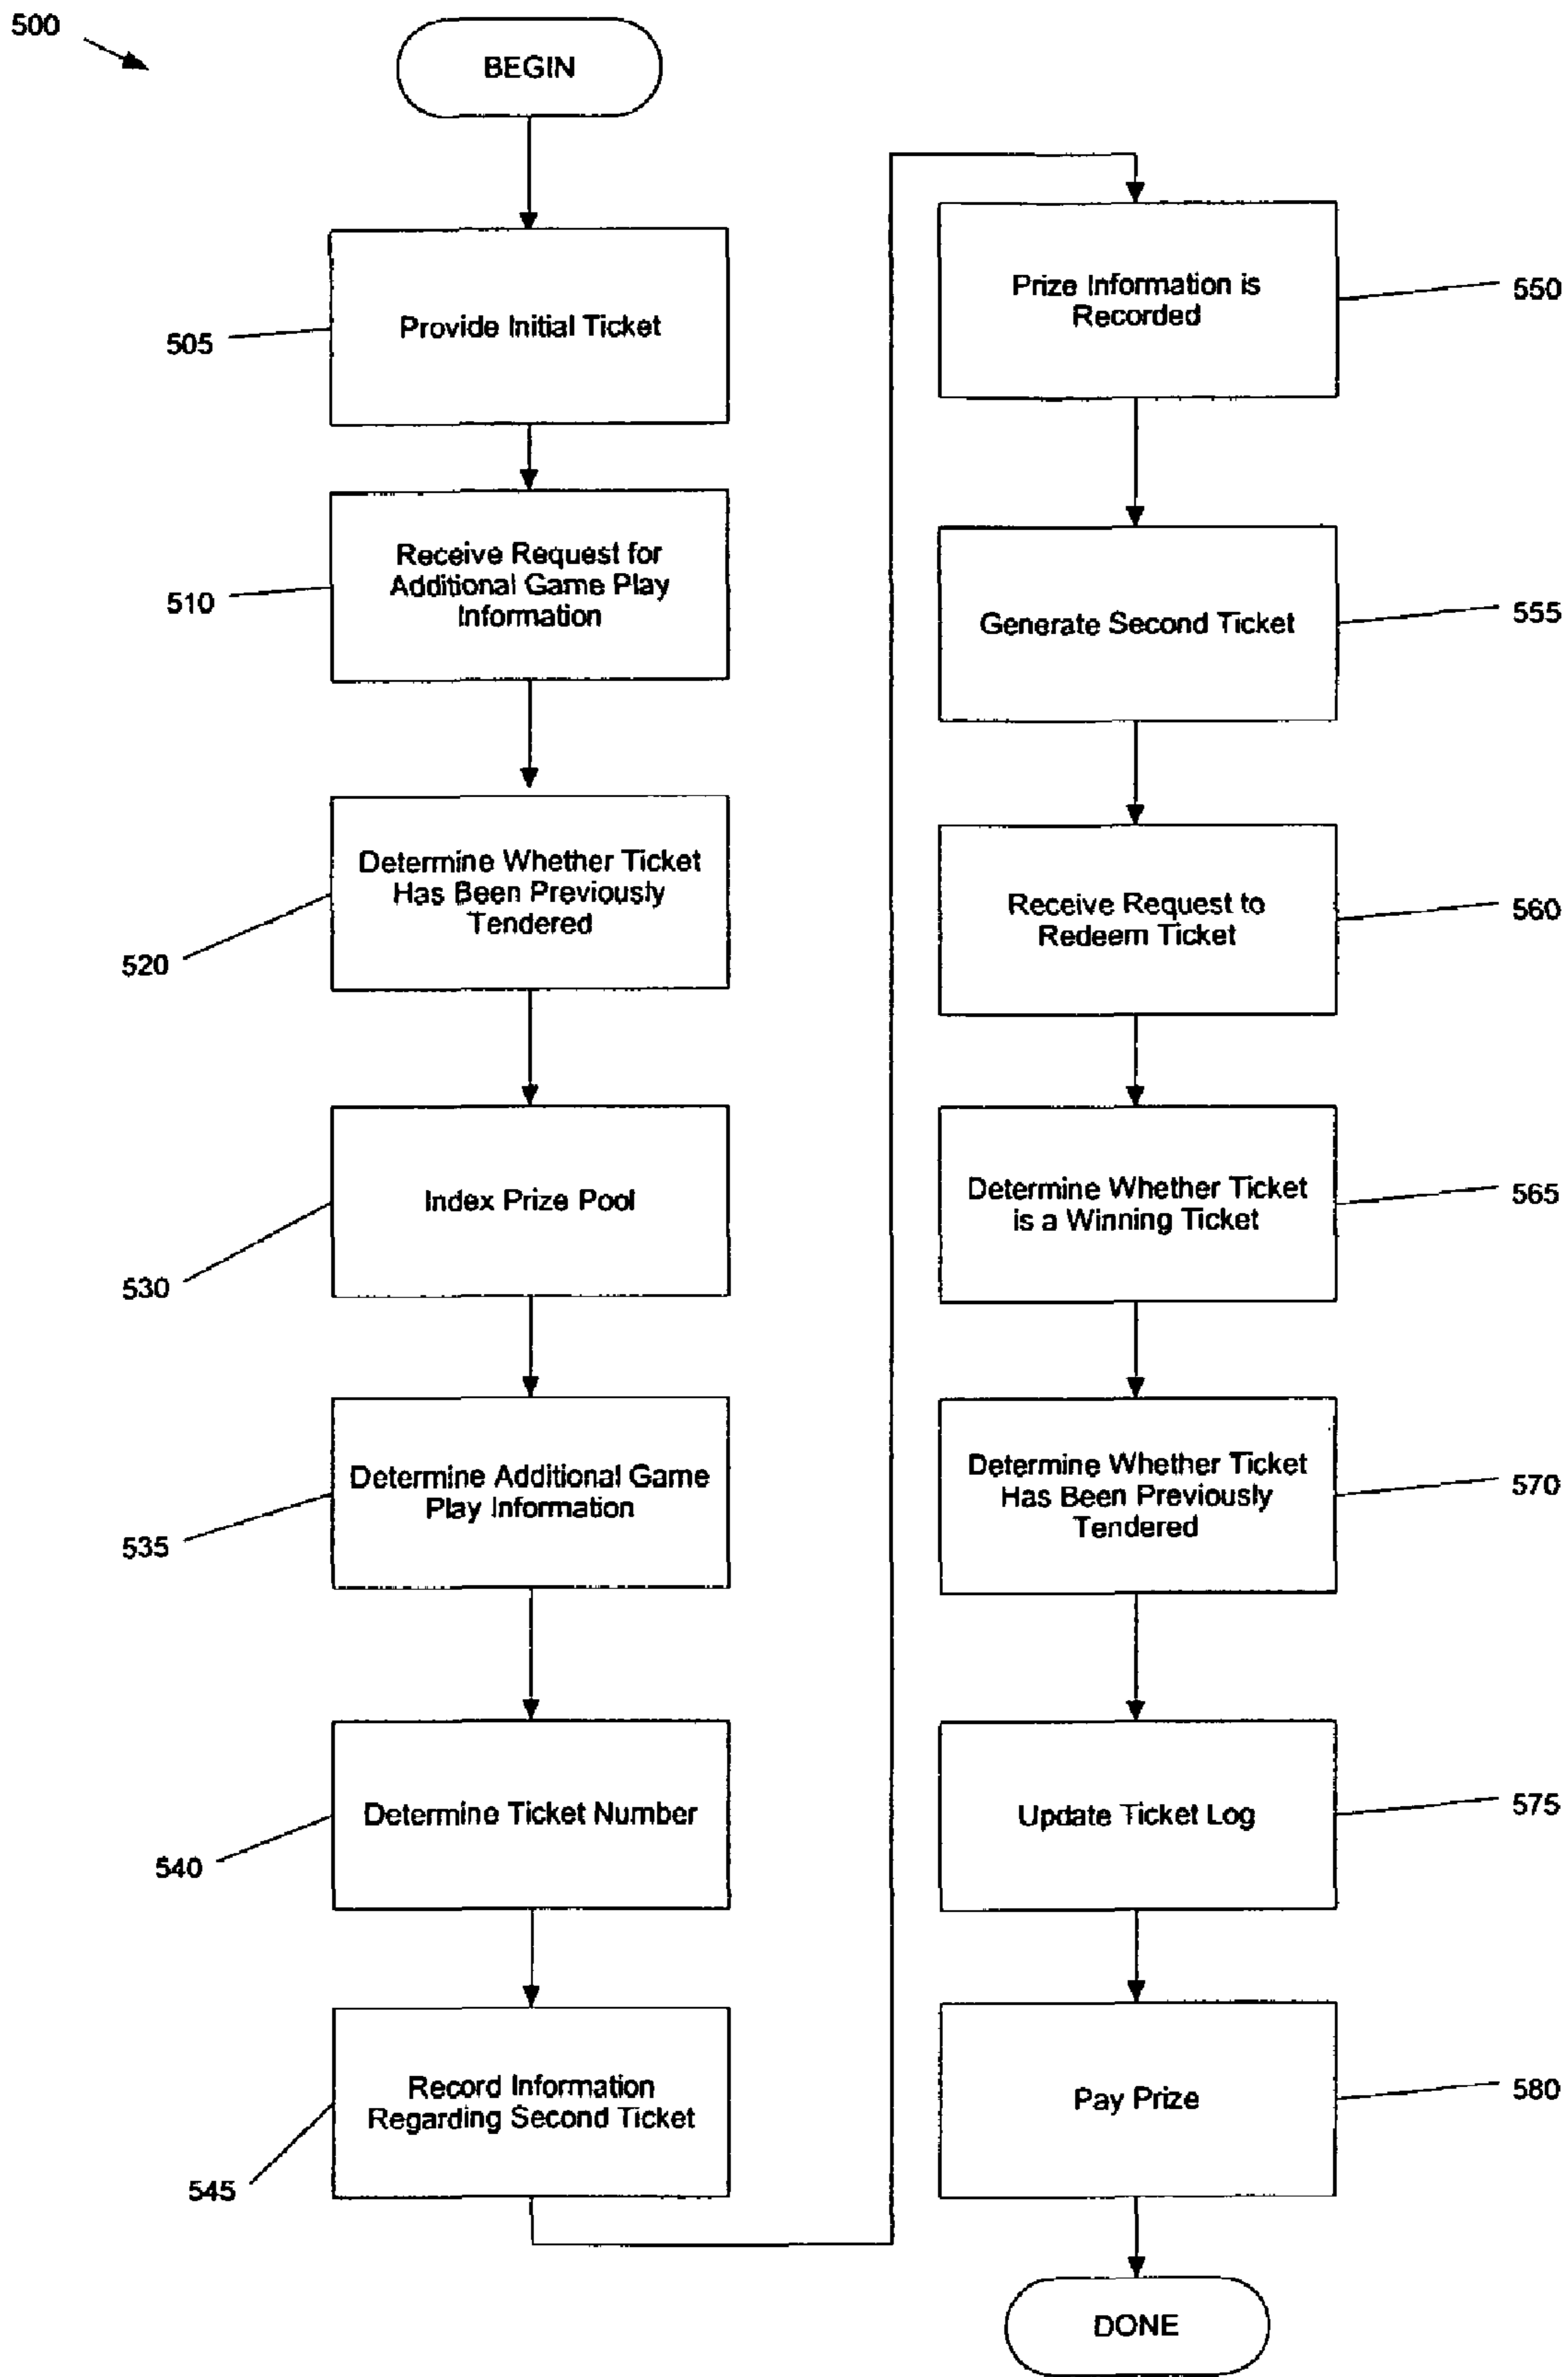 500
BEGIN
505
Provide Initial Ticket
510
Receive Request for
Additional Game Play
Information
520
Determine Whether Ticket
Has Been Previously
Tendered
530
Index Prize Pool
535
Determine Additional Game
Play Information
540
Determine Ticket Number
545
Record Information
Regarding Second Ticket
Prize Information is
Recorded
550
Generate Second Ticket
555
Receive Request to
Redeem Ticket
560
Determine Whether Ticket
is a Winning Ticket
565
Determine Whether Ticket
Has Been Previously
Tendered
570
Update Ticket Log
575
Pay Prize
580
DONE